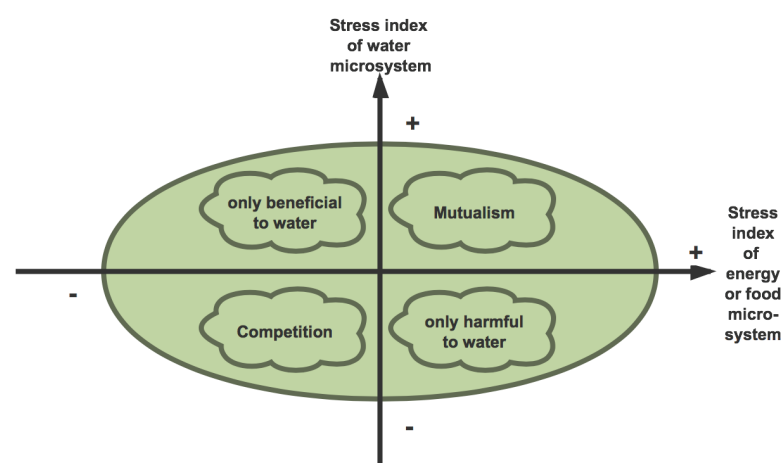 Stress index
of water
microsystem
+
only beneficial
to water
Mutualism
Stress
index
of
energy
or food
micro-
system
+
-
Competition
only harmful
to water
-